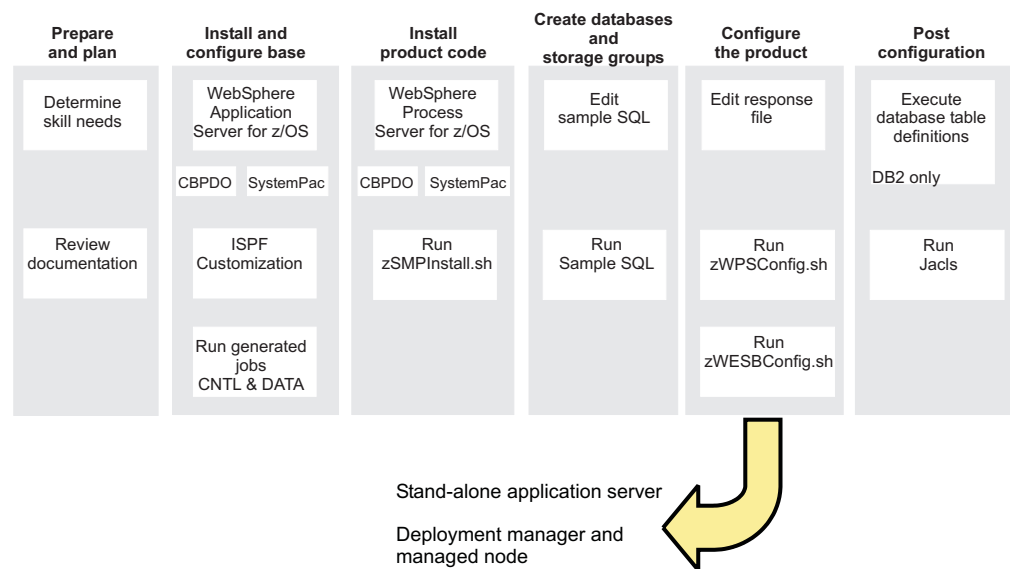 Prepare
and plan
Determine
skill needs
Review
documentation
Install and
configure base
WebSphere
Application
Server for z/OS
CBPDO
SystemPac
ISPF
Customization
Run generated
jobs
CNTL & DATA
Install
product code
WebSphere
Process
Server for z/OS
CBPDO
SystemPac
Run
zSMPInstall.sh
Create databases
and
storage groups
Edit
sample SQL
Run
Sample SQL
Configure
the product
Edit response
file
Run
zWPSConfig.sh
Run
zWESBConfig.sh
Post
configuration
Execute
database table
definitions
DB2 only
Run
Jacls
Stand-alone application server
Deployment manager and
managed node